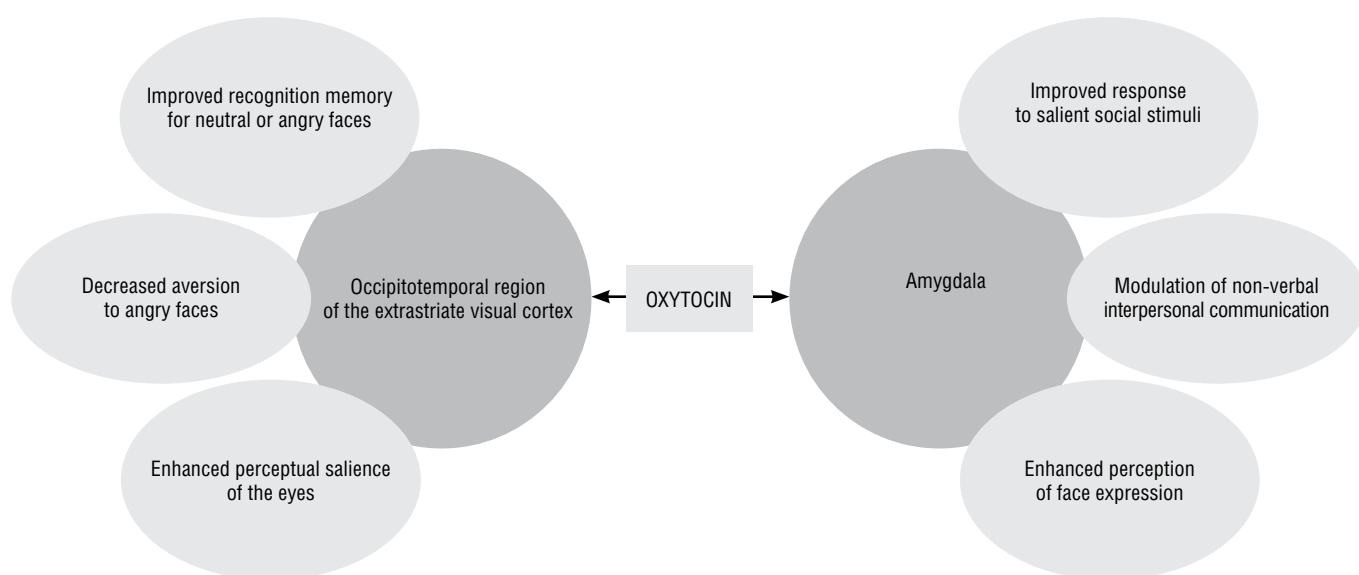 Improved recognition memory
for neutral or angry faces
Decreased aversion
to angry faces
Enhanced perceptual salience
of the eyes
Occipitotemporal region
of the extrastriate visual cortex
OXYTOCIN
Amygdala
Improved response
to salient social stimuli
Modulation of non-verbal
interpersonal communication
Enhanced perception
of face expression